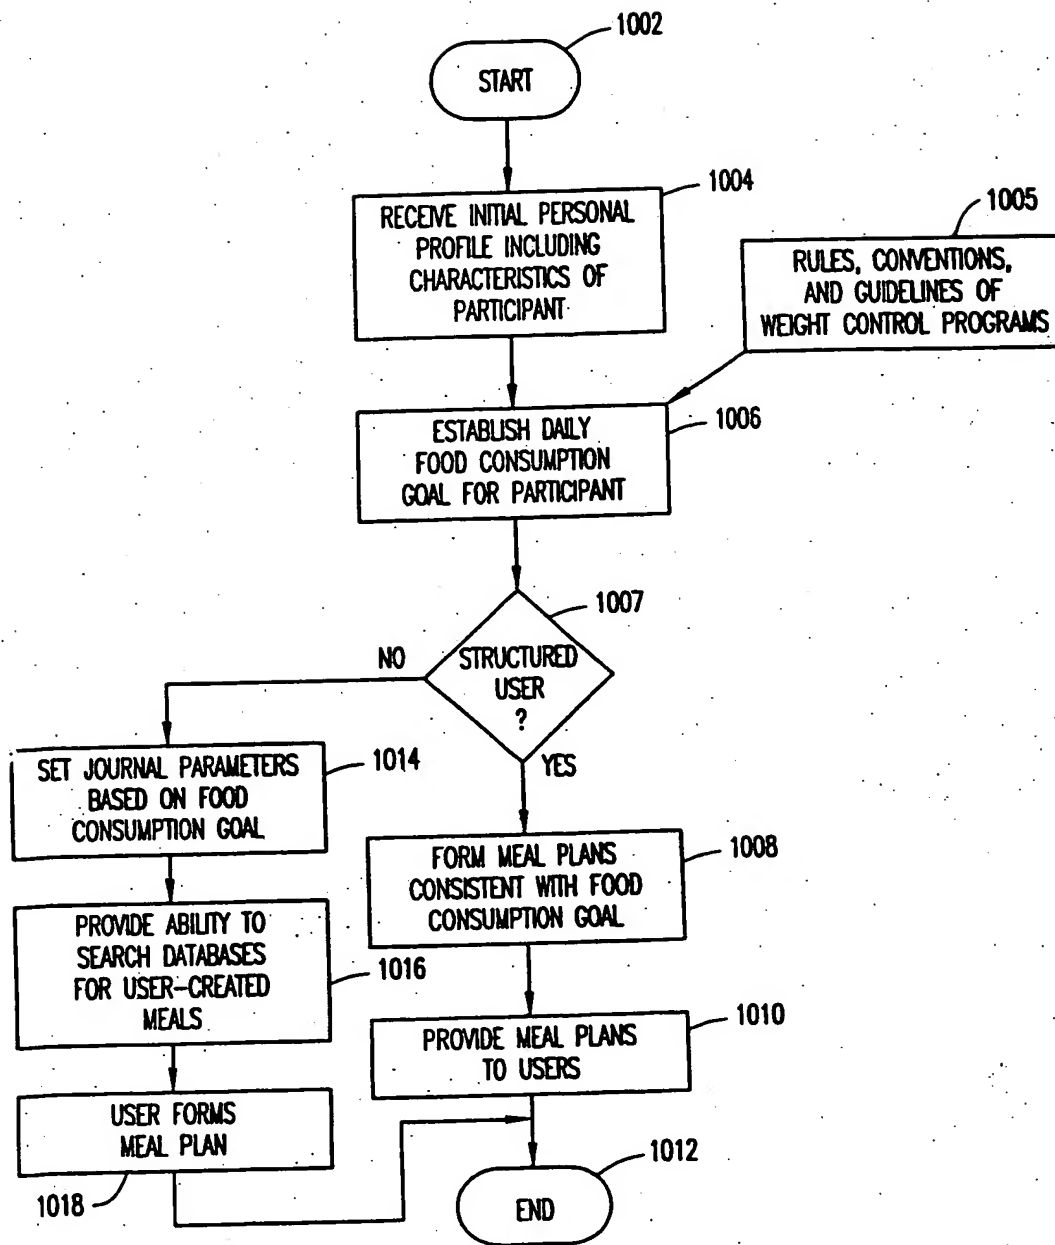 1002
START
1004
RECEIVE INITIAL PERSONAL
PROFILE INCLUDING
CHARACTERISTICS OF
PARTICIPANT
1005
RULES, CONVENTIONS,
AND GUIDELINES OF
WEIGHT CONTROL PROGRAMS
ESTABLISH DAILY
FOOD CONSUMPTION
GOAL FOR PARTICIPANT
1006
1007
STRUCTURED
USER
?
NO
YES
SET JOURNAL PARAMETERS
BASED ON FOOD
CONSUMPTION GOAL
1014
FORM MEAL PLANS
CONSISTENT WITH FOOD
CONSUMPTION GOAL
1008
PROVIDE ABILITY TO
SEARCH DATABASES
FOR USER-CREATED
MEALS
1016
PROVIDE MEAL PLANS
TO USERS
1010
USER FORMS
MEAL PLAN
1018
1012
END